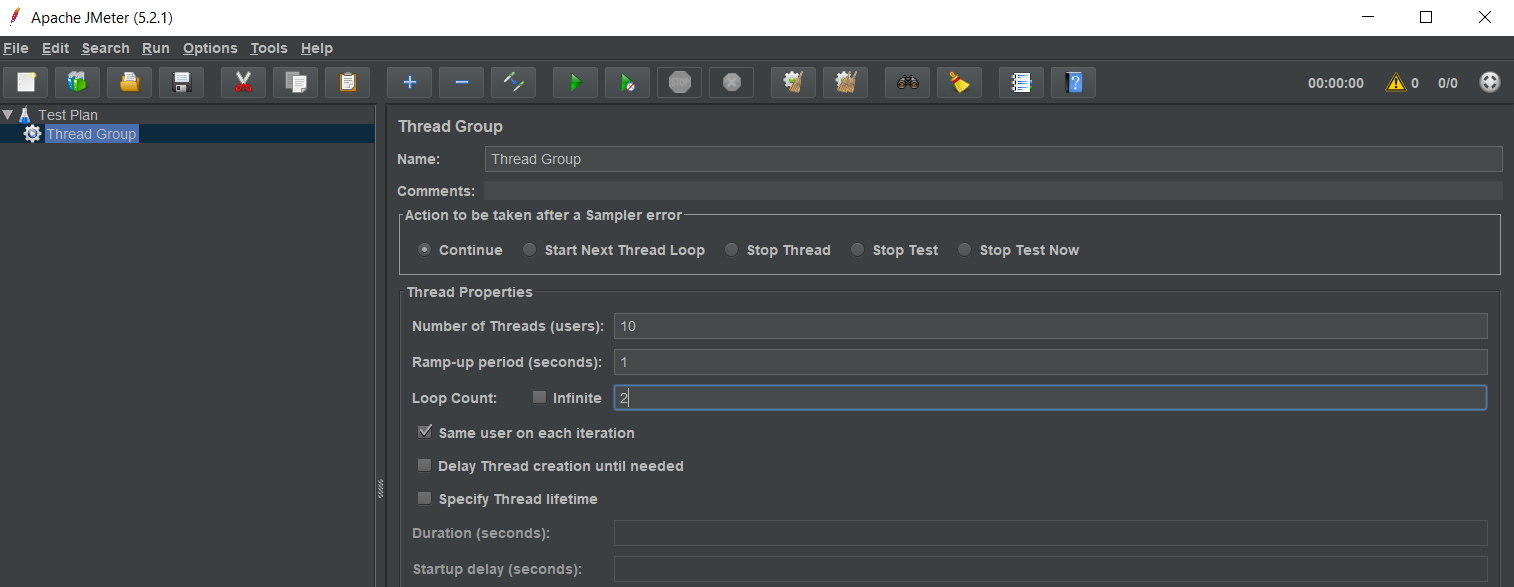 Apache JMeter (5.2.1)
File Edit Search Run Options Tools Help
STOP 00:00:00 0 0/0
Test Plan
Thread Group
Thread Group
Name: Thread Group
Comments:
Action to be taken after a Sampler error
Continue Start Next Thread Loop Stop Thread Stop Test Stop Test Now
Thread Properties
Number of Threads (users): 10
Ramp-up period (seconds): 1
Loop Count: Infinite 2
Same user on each iteration
Delay Thread creation until needed
Specify Thread lifetime
Duration (seconds):
Startup delay (seconds):